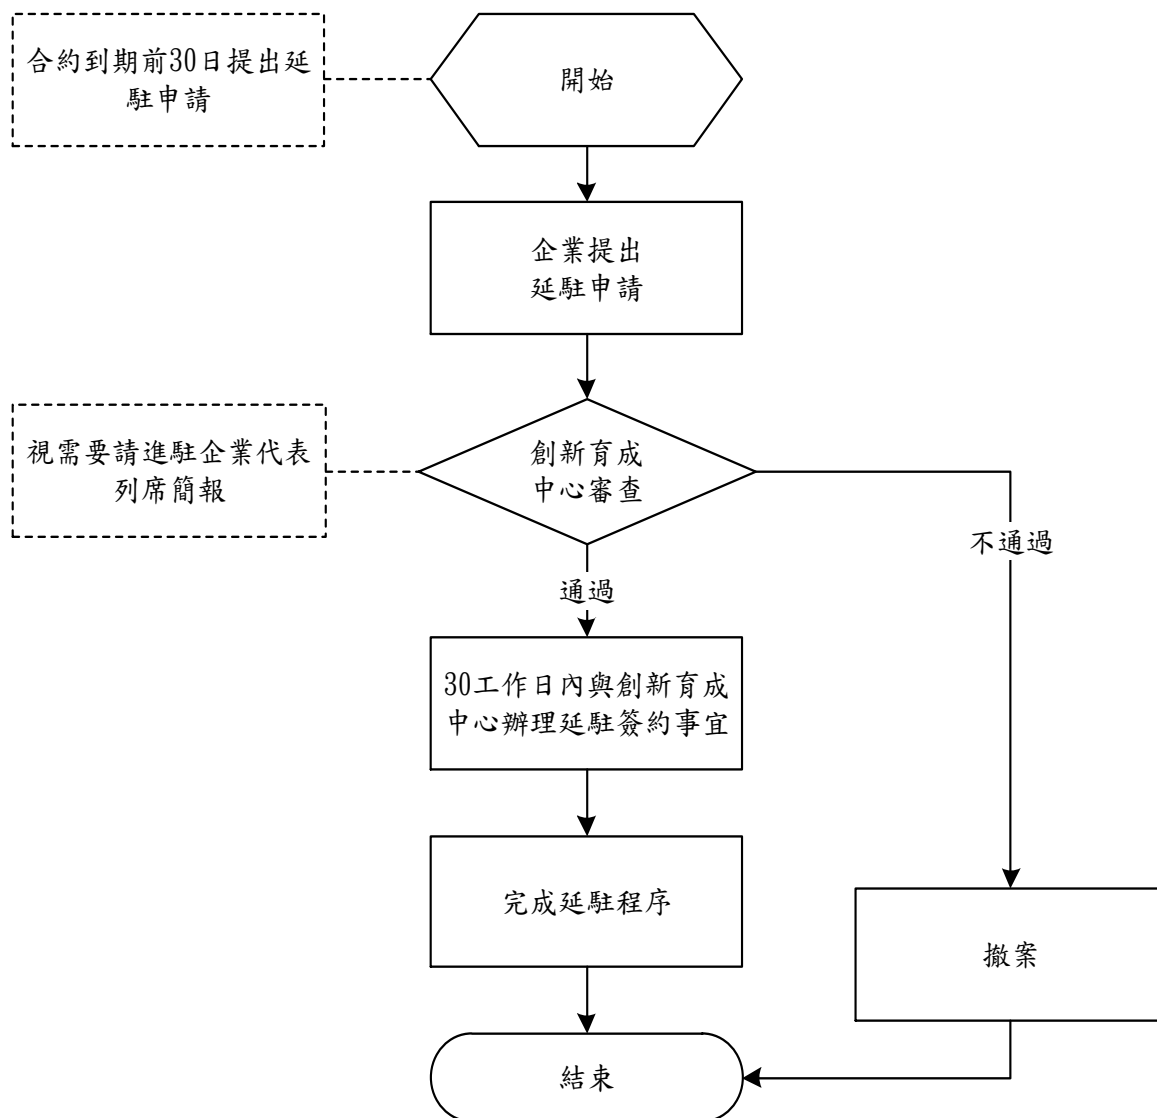 合約到期前30日提出延
駐申請
開始
企業提出
延駐申請
視需要請進駐企業代表
列席簡報
創新育成
中心審查
不通過
通過
30工作日內與創新育成
中心辦理延駐簽約事宜
完成延駐程序
撤案
結束